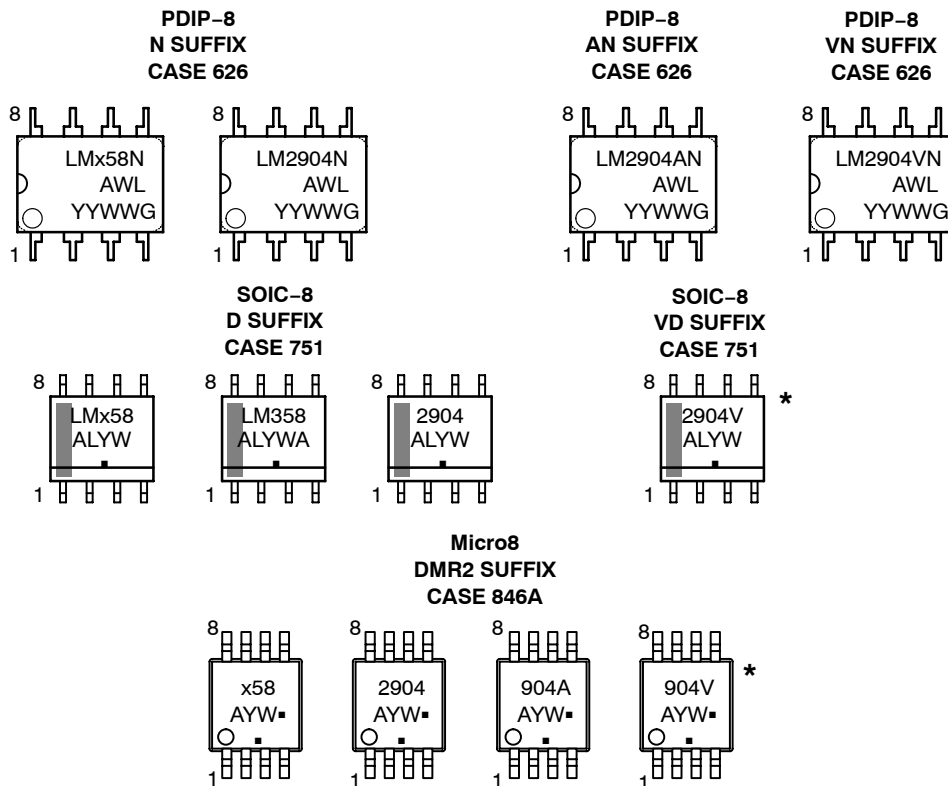 PDIP–8
N SUFFIX
CASE 626
PDIP–8
AN SUFFIX
CASE 626
PDIP–8
VN SUFFIX
CASE 626
8
LMx58N
AWL
YYWWG
1
LM2904N
AWL
YYWWG
8
LM2904AN
AWL
YYWWG
1
8
LM2904VN
AWL
YYWWG
1
SOIC–8
D SUFFIX
CASE 751
SOIC–8
VD SUFFIX
CASE 751
8
LMx58
ALYW
1
8
LM358
ALYWA
1
8
2904
ALYW
1
8
2904V
ALYW
1
*
Micro8
DMR2 SUFFIX
CASE 846A
8
x58
AYW▪
1
8
2904
AYW▪
1
8
904A
AYW▪
1
8
904V
AYW▪
1
*